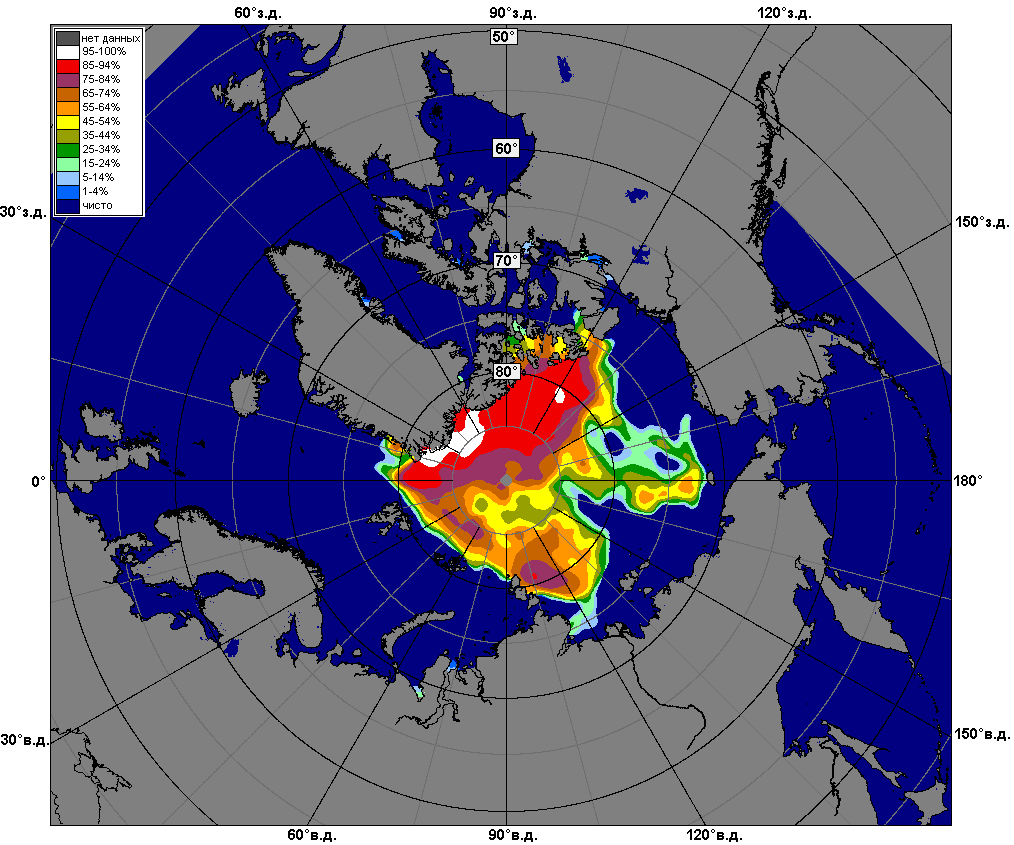 60°з.д.
90°з.д.
120°з.д.
нет данных
95-100%
85-94%
75-84%
65-74%
55-64%
45-54%
35-44%
25-34%
15-24%
5-14%
1-4%
чисто
50°
60°
70°
80°
30°з.д.
150°з.д.
0°
180°
30°в.д.
150°в.д.
60°в.д.
90°в.д.
120°в.д.